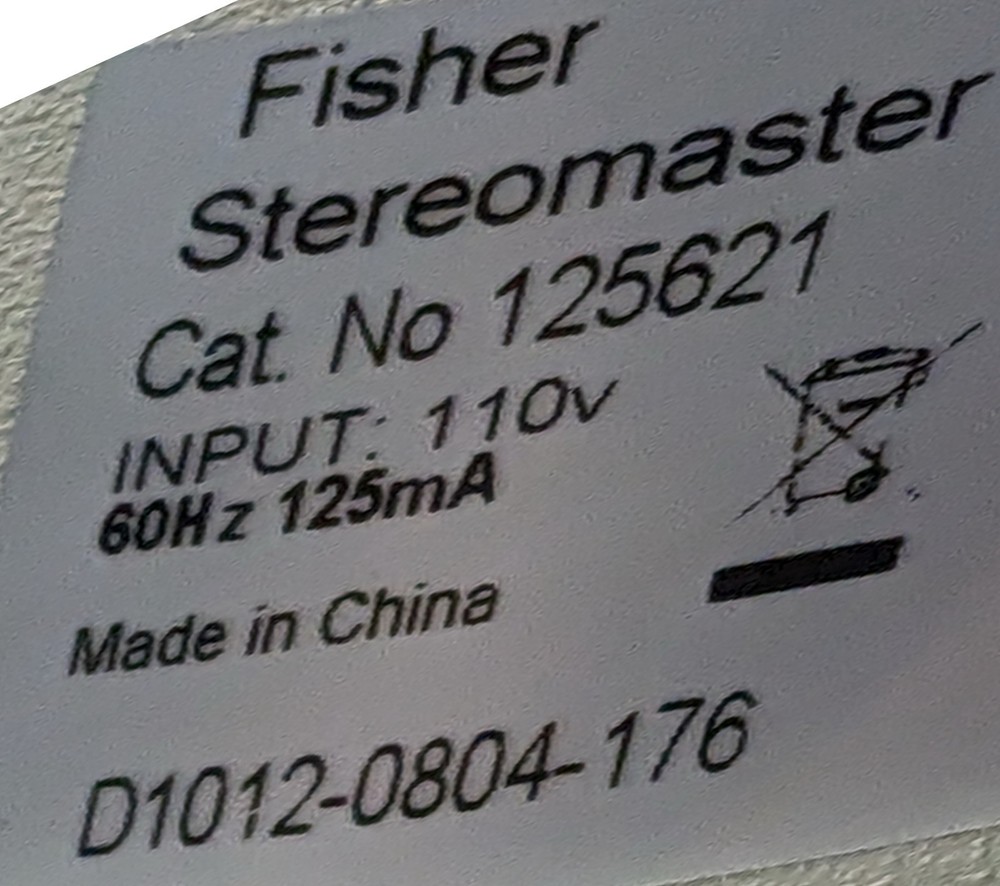 Fisher
Stereomaster
Cat. No 125621
INPUT: 110v
60Hz 125mA
Made in China
D1012-0804-176